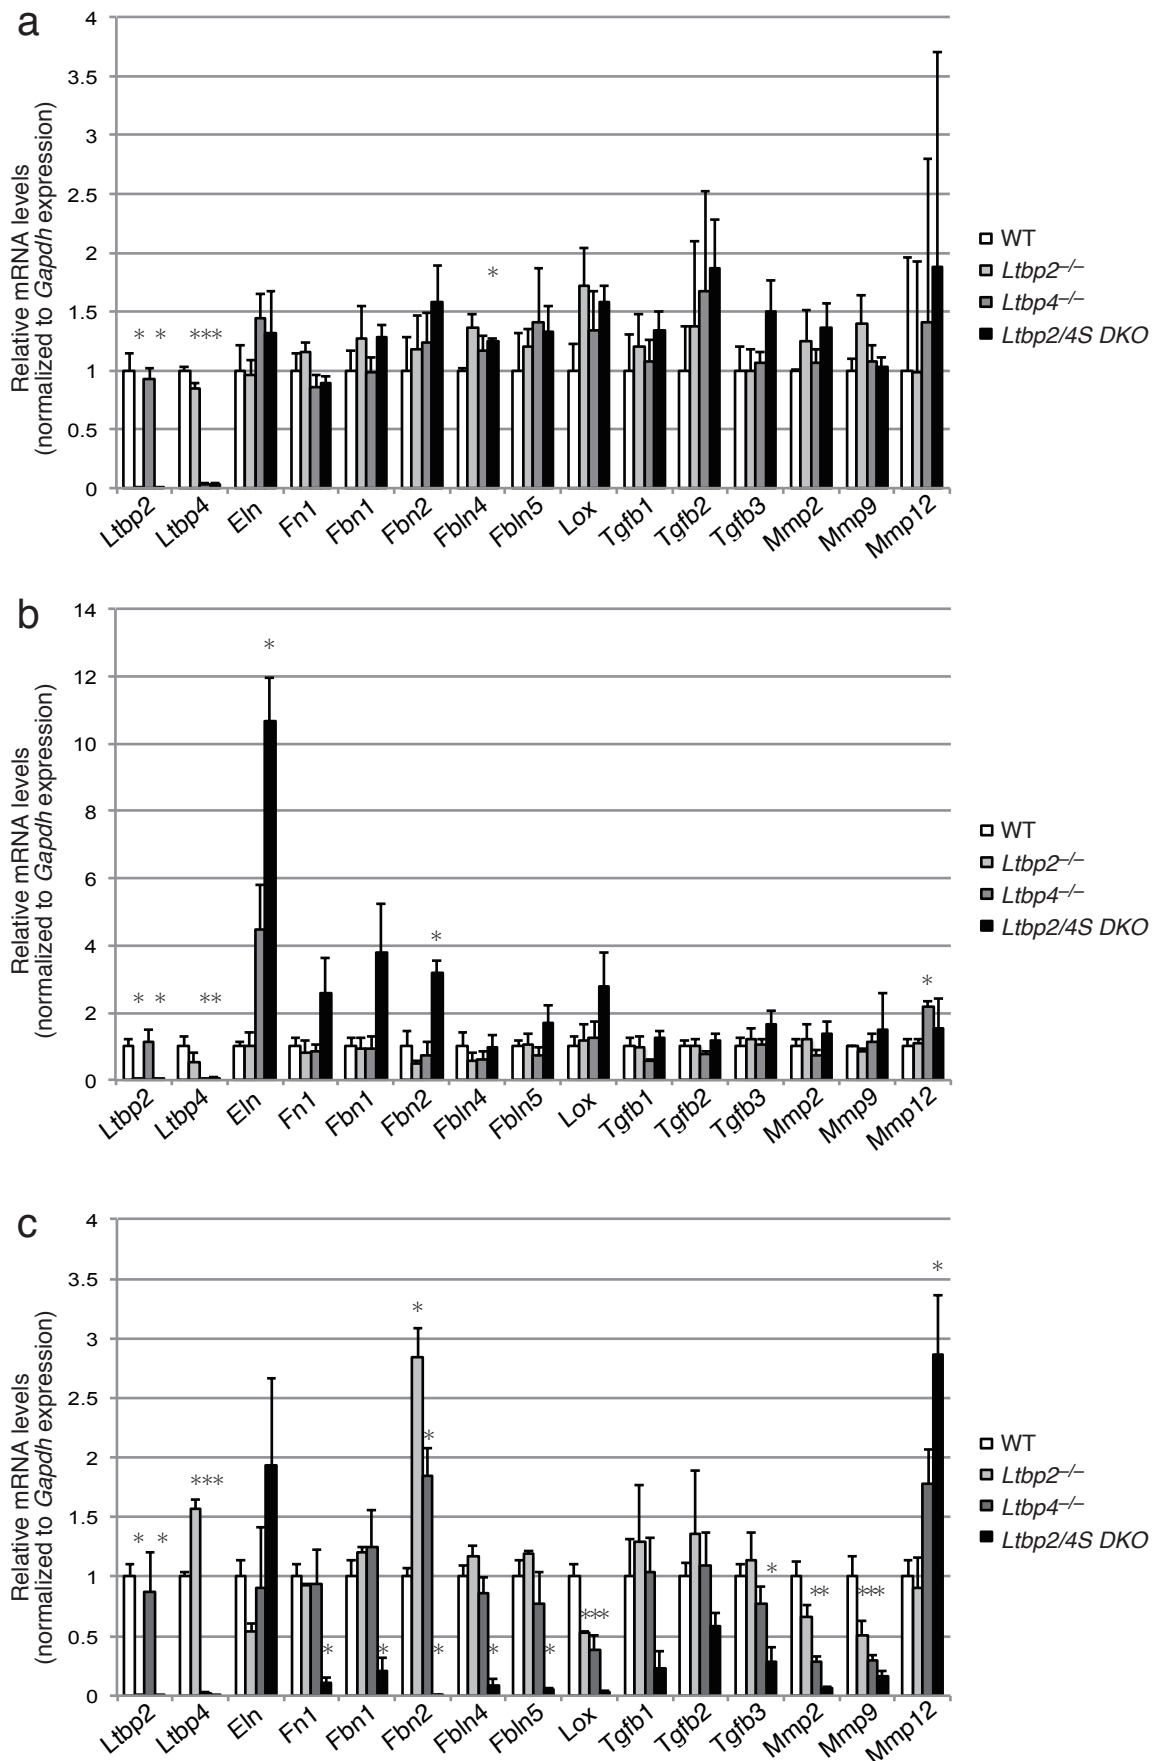 a
Relative mRNA levels
(normalized to Gapdh expression)
4
3.5
3
2.5
2
1.5
1
0.5
0
* * *** *
Ltbp2 Ltbp4 Eln Fn1 Fbn1 Fbn2 Fbln4 Fbln5 Lox Tgfb1 Tgfb2 Tgfb3 Mmp2 Mmp9 Mmp12
WT
Ltbp2–/–
Ltbp4–/–
Ltbp2/4S DKO
b
Relative mRNA levels
(normalized to Gapdh expression)
14
12
10
8
6
4
2
0
* * ** * * *
Ltbp2 Ltbp4 Eln Fn1 Fbn1 Fbn2 Fbln4 Fbln5 Lox Tgfb1 Tgfb2 Tgfb3 Mmp2 Mmp9 Mmp12
WT
Ltbp2–/–
Ltbp4–/–
Ltbp2/4S DKO
c
Relative mRNA levels
(normalized to Gapdh expression)
4
3.5
3
2.5
2
1.5
1
0.5
0
* * *** * * * * * * * *** * ** *** *
Ltbp2 Ltbp4 Eln Fn1 Fbn1 Fbn2 Fbln4 Fbln5 Lox Tgfb1 Tgfb2 Tgfb3 Mmp2 Mmp9 Mmp12
WT
Ltbp2–/–
Ltbp4–/–
Ltbp2/4S DKO